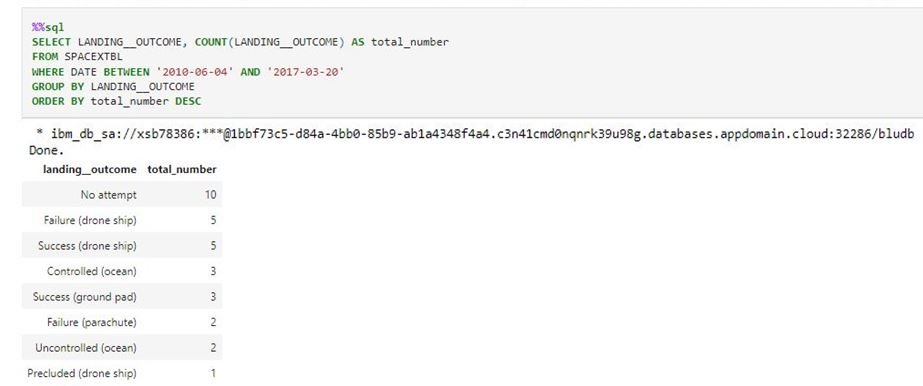 %%sql
SELECT LANDING__OUTCOME, COUNT(LANDING__OUTCOME) AS total_number
FROM SPACEXTBL
WHERE DATE BETWEEN '2010-06-04' AND '2017-03-20'
GROUP BY LANDING__OUTCOME
ORDER BY total_number DESC
* ibm_db_sa://xsb78386:***@1bbf73c5-d84a-4bb0-85b9-ab1a4348f4a4.c3n41cmd0nqnrk39u98g.databases.appdomain.cloud:32286/bludb
Done.
landing__outcome total_number
No attempt 10
Failure (drone ship) 5
Success (drone ship) 5
Controlled (ocean) 3
Success (ground pad) 3
Failure (parachute) 2
Uncontrolled (ocean) 2
Precluded (drone ship) 1